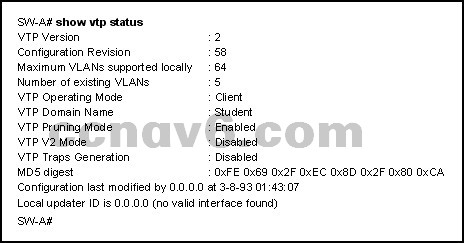 SW-A# show vtp status
VTP Version : 2
Configuration Revision : 58
Maximum VLANs supported locally : 64
Number of existing VLANs : 5
VTP Operating Mode : Client
VTP Domain Name : Student
VTP Pruning Mode : Enabled
VTP V2 Mode : Disabled
VTP Traps Generation : Disabled
MD5 digest : 0xFE 0x69 0x2F 0xEC 0x8D 0x2F 0x80 0xCA
Configuration last modified by 0.0.0.0 at 3-8-93 01:43:07
Local updater ID is 0.0.0.0 (no valid interface found)
SW-A#
ccnav6.com